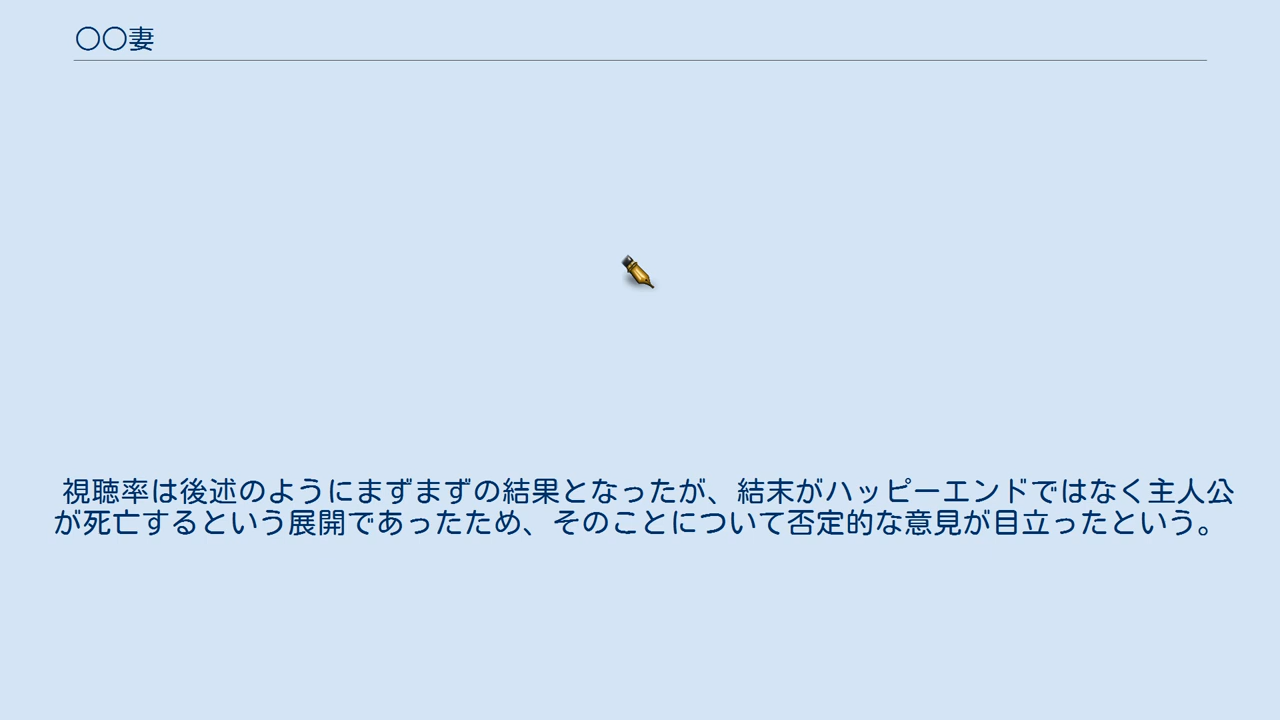 〇〇妻
視聴率は後述のようにまずまずの結果となったが、結末がハッピーエンドではなく主人公
が死亡するという展開であったため、そのことについて否定的な意見が目立ったという。